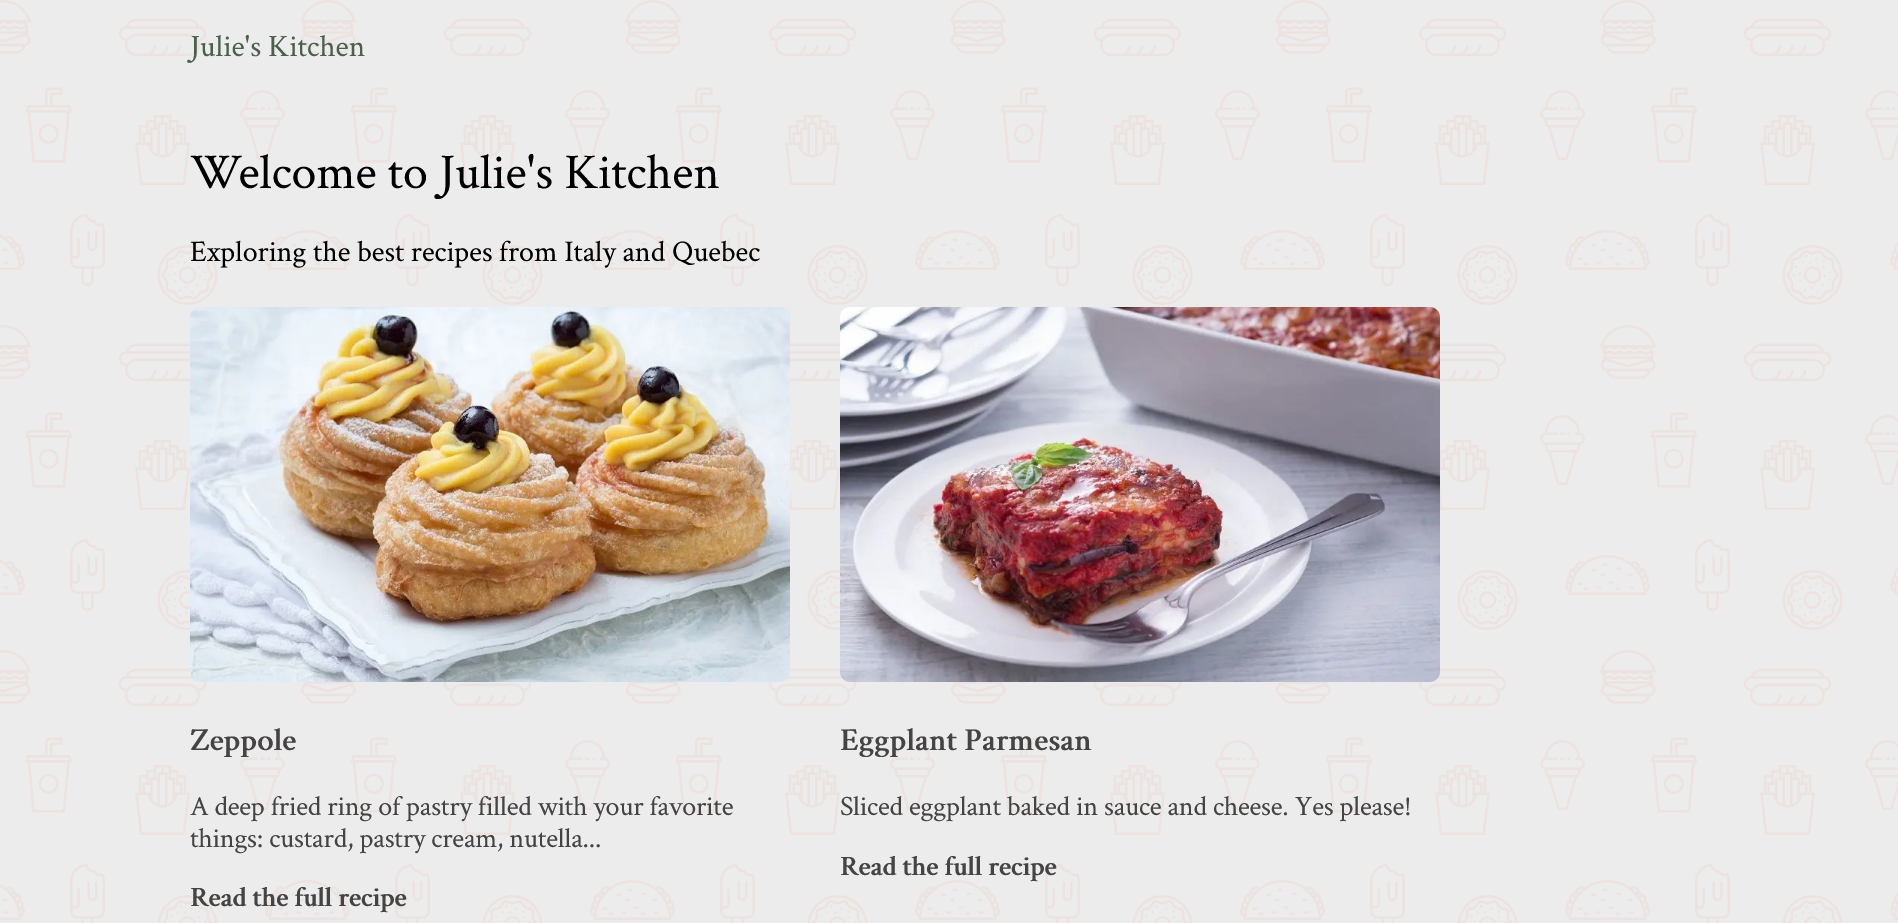 Julie's Kitchen
Welcome to Julie's Kitchen
Exploring the best recipes from Italy and Quebec
Zeppole
A deep fried ring of pastry filled with your favorite
things: custard, pastry cream, nutella...
Read the full recipe
Eggplant Parmesan
Sliced eggplant baked in sauce and cheese. Yes please!
Read the full recipe